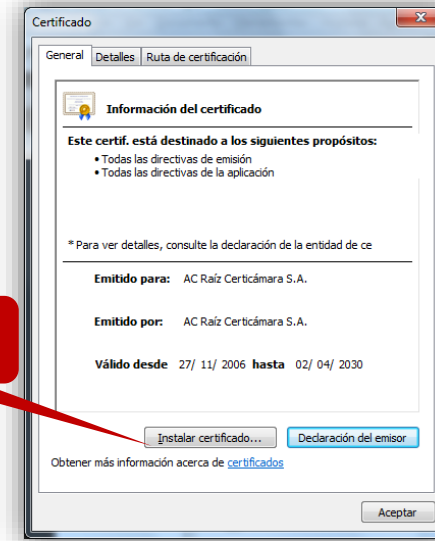 Certificado
General Detalles Ruta de certificación
Información del certificado
Este certif. está destinado a los siguientes propósitos:
• Todas las directivas de emisión
• Todas las directivas de la aplicación
* Para ver detalles, consulte la declaración de la entidad de ce
Emitido para: AC Raíz Certicámara S.A.
Emitido por: AC Raíz Certicámara S.A.
Válido desde 27/ 11/ 2006 hasta 02/ 04/ 2030
Instalar certificado... Declaración del emisor
Obtener más información acerca de certificados
Aceptar